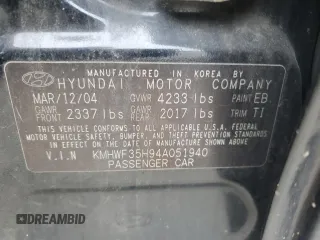 MANUFACTURED IN KOREA BY
HYUNDAI MOTOR COMPANY
MAR/12/04 GVWR 4233 lbs PAINT EB
GAWR FRONT 2337 lbs GAWR REAR 2017 lbs TRIM TI
THIS VEHICLE CONFORMS TO ALL APPLICABLE
FEDERAL MOTOR VEHICLE SAFETY, BUMPER, AND
THEFT PREVENTION STANDARDS IN EFFECT ON
THE DATE OF MANUFACTURE SHOWN ABOVE.
V.I.N KMHWF35H94A051940
PASSENGER CAR
DREAMBID